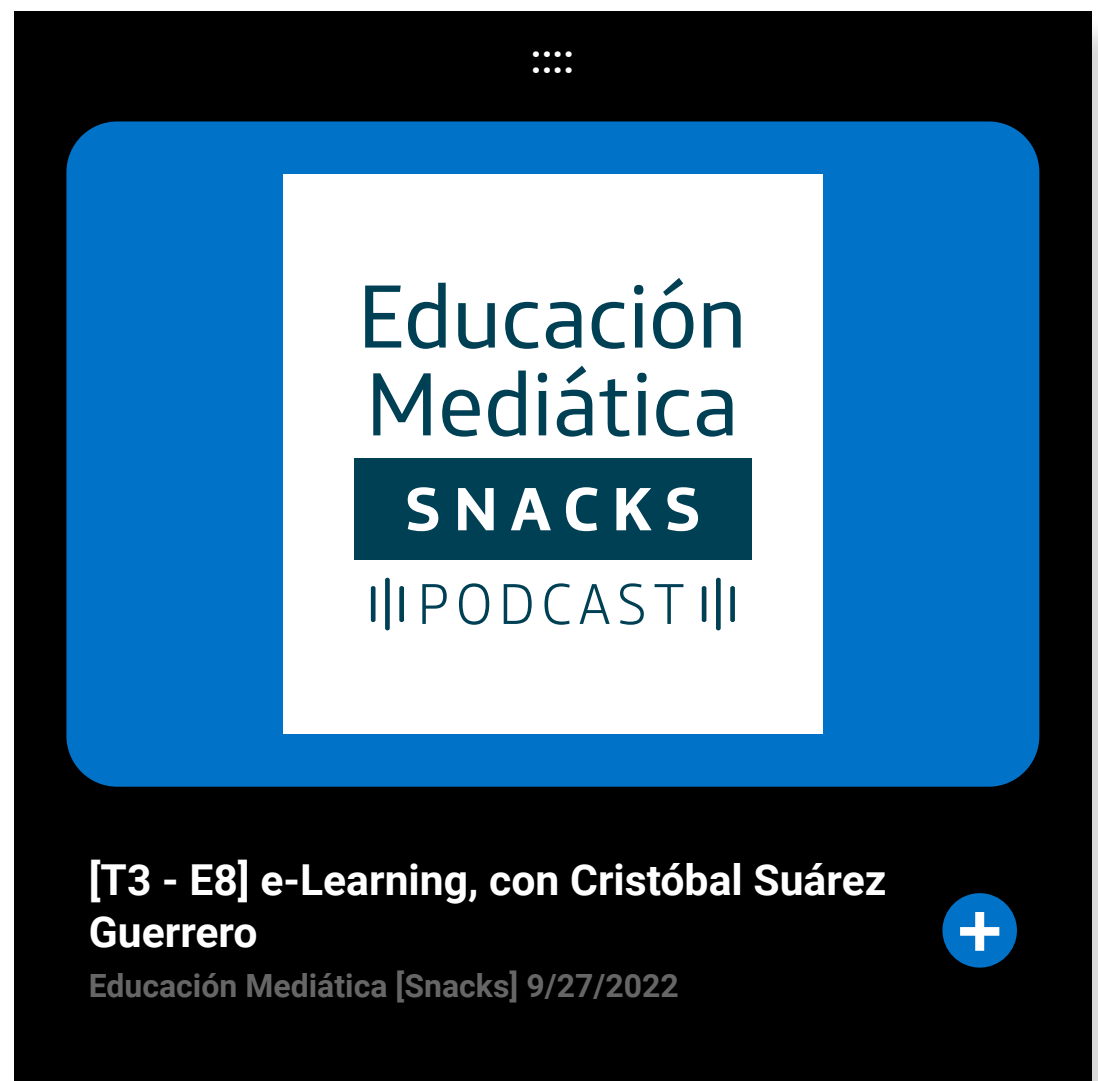 Educación
Mediática
SNACKS
PODCAST
[T3 - E8] e-Learning, con Cristóbal Suárez
Guerrero
Educación Mediática [Snacks] 9/27/2022